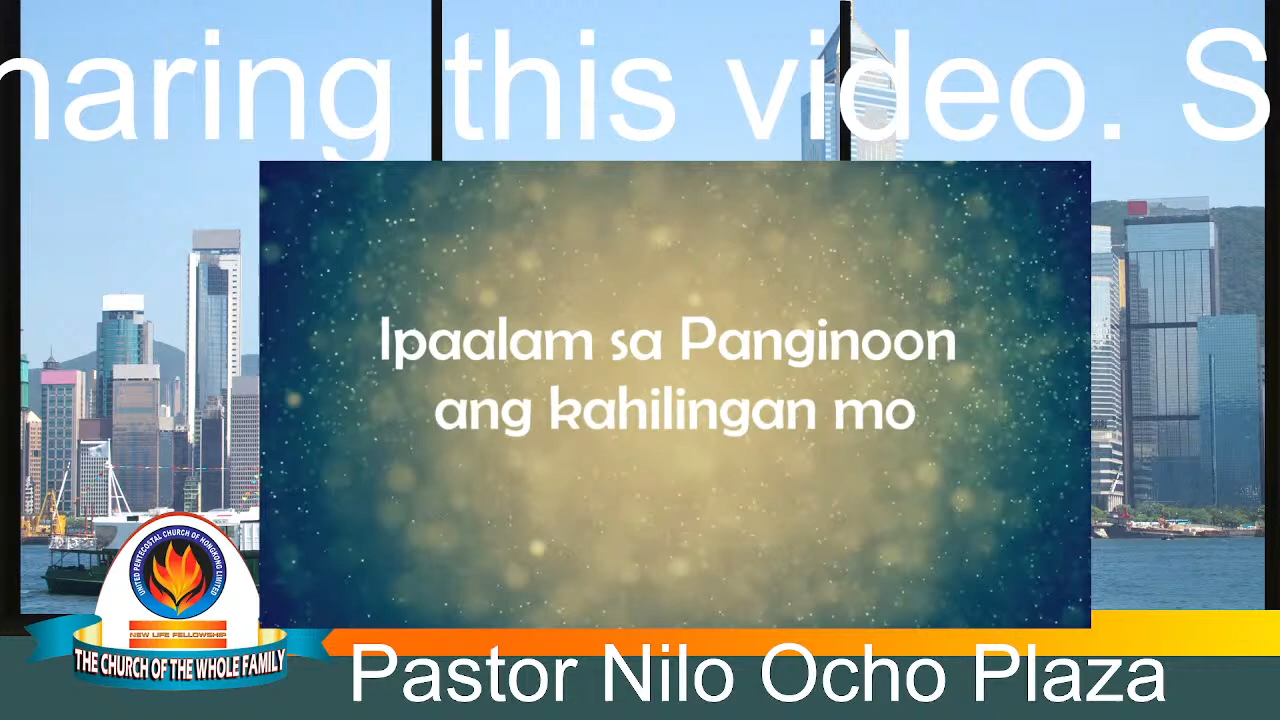 haring this video. S
Ipaalam sa Panginoon
ang kahilingan mo
UNITED PENTECOSTAL CHURCH OF HONGKONG LIMITED
NEW LIFE FELLOWSHIP
THE CHURCH OF THE WHOLE FAMILY
Pastor Nilo Ocho Plaza